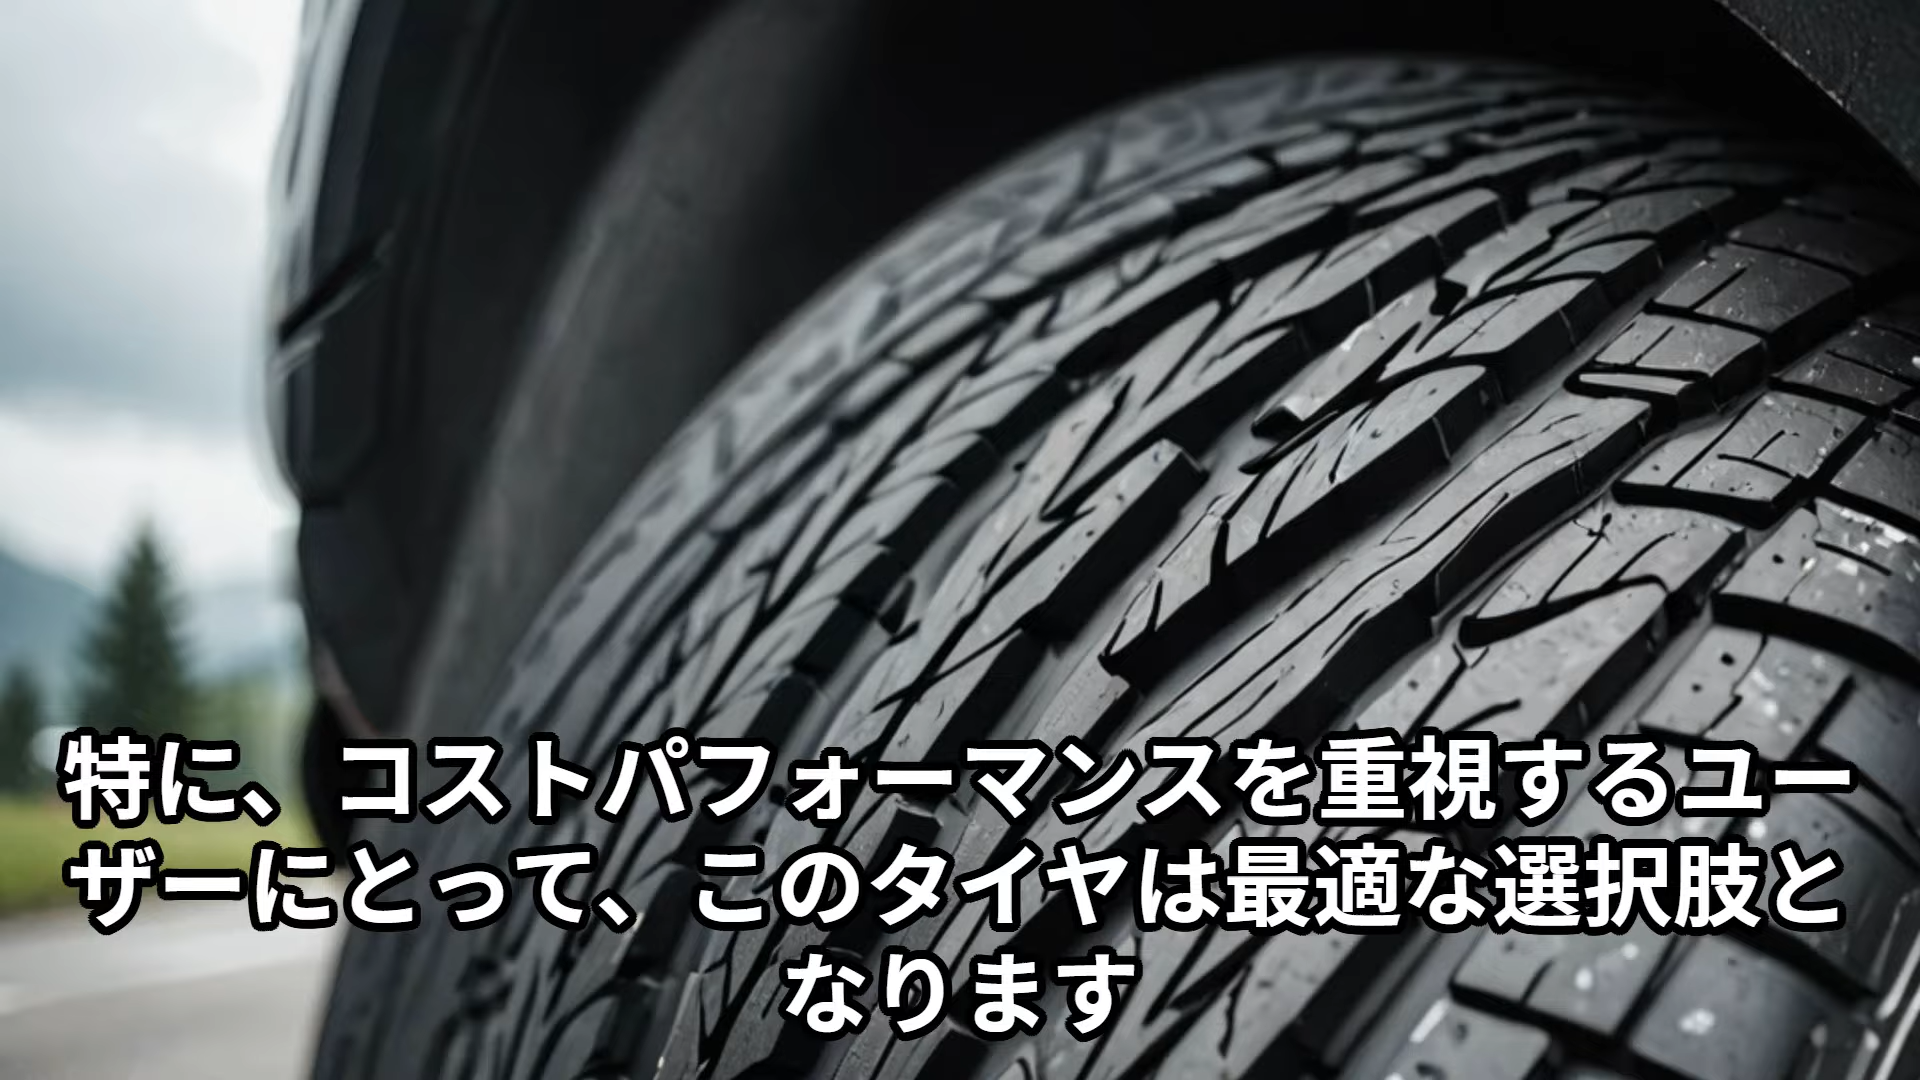 特に、コストパフォーマンスを重視するユー
ザーにとって、このタイヤは最適な選択肢と
なります